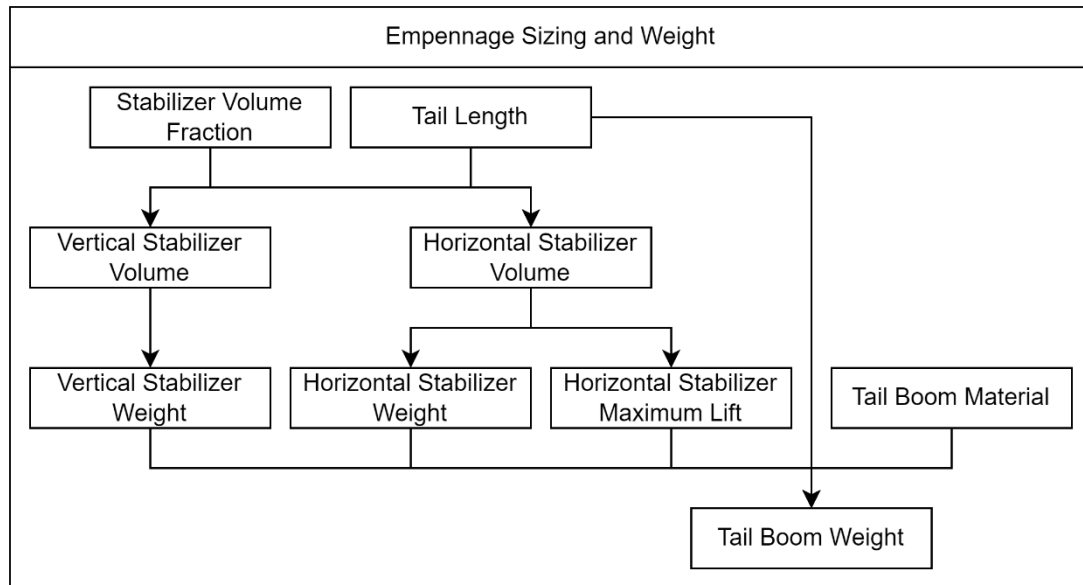 Empennage Sizing and Weight
Stabilizer Volume
Fraction
Tail Length
Vertical Stabilizer
Volume
Horizontal Stabilizer
Volume
Vertical Stabilizer
Weight
Horizontal Stabilizer
Weight
Horizontal Stabilizer
Maximum Lift
Tail Boom Material
Tail Boom Weight